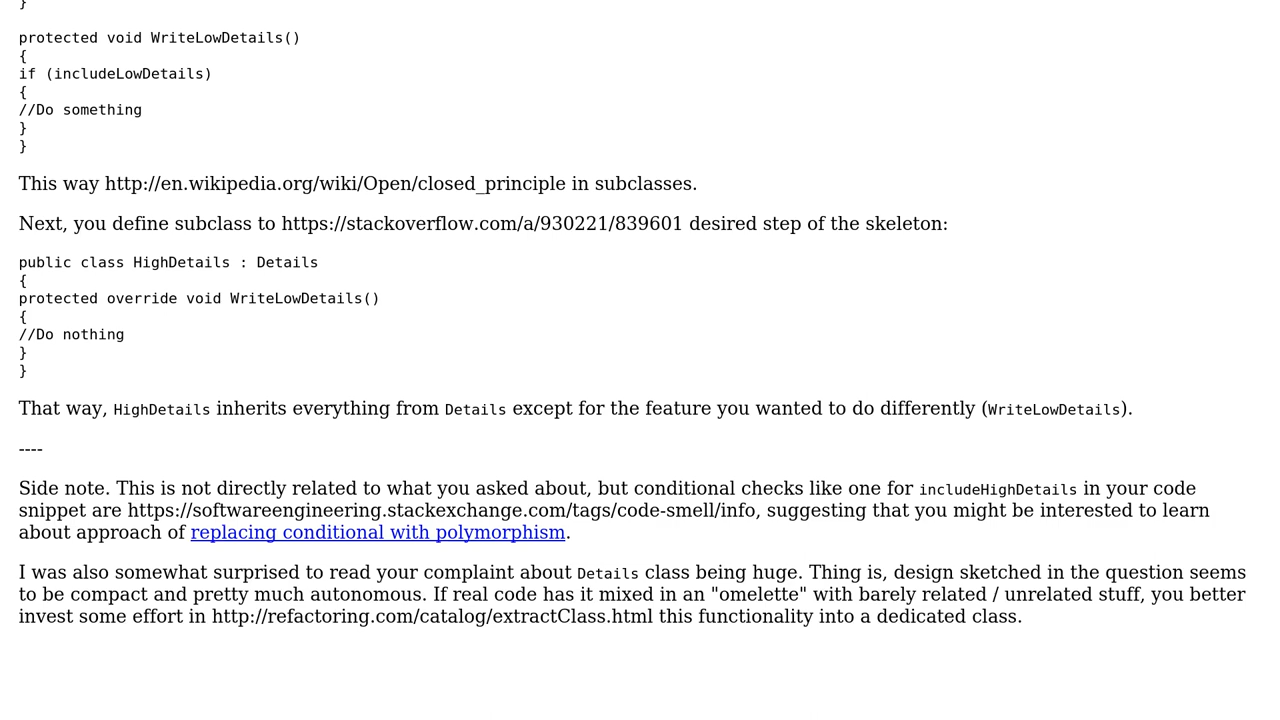 }
protected void WriteLowDetails()
{
if (includeLowDetails)
{
//Do something
}
}
This way http://en.wikipedia.org/wiki/Open/closed_principle in subclasses.
Next, you define subclass to https://stackoverflow.com/a/930221/839601 desired step of the skeleton:
public class HighDetails : Details
{
protected override void WriteLowDetails()
{
//Do nothing
}
}
That way, HighDetails inherits everything from Details except for the feature you wanted to do differently (WriteLowDetails).
----
Side note. This is not directly related to what you asked about, but conditional checks like one for includeHighDetails in your code
snippet are https://softwareengineering.stackexchange.com/tags/code-smell/info, suggesting that you might be interested to learn
about approach of replacing conditional with polymorphism.
I was also somewhat surprised to read your complaint about Details class being huge. Thing is, design sketched in the question seems
to be compact and pretty much autonomous. If real code has it mixed in an "omelette" with barely related / unrelated stuff, you better
invest some effort in http://refactoring.com/catalog/extractClass.html this functionality into a dedicated class.